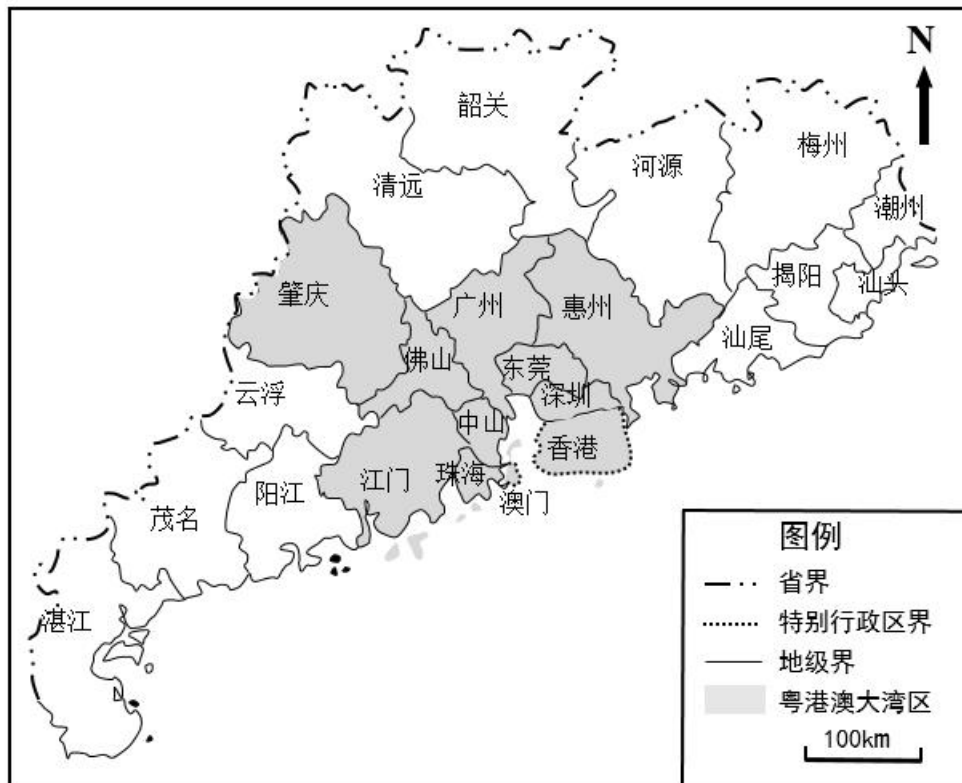 N
韶关
梅州
河源
清远
潮州
揭阳
汕头
肇庆
广州
惠州
汕尾
佛山
东莞
云浮
深圳
中山
香港
珠海
江门
阳江
澳门
茂名
湛江
图例
省界
特别行政区界
地级界
粤港澳大湾区
100km